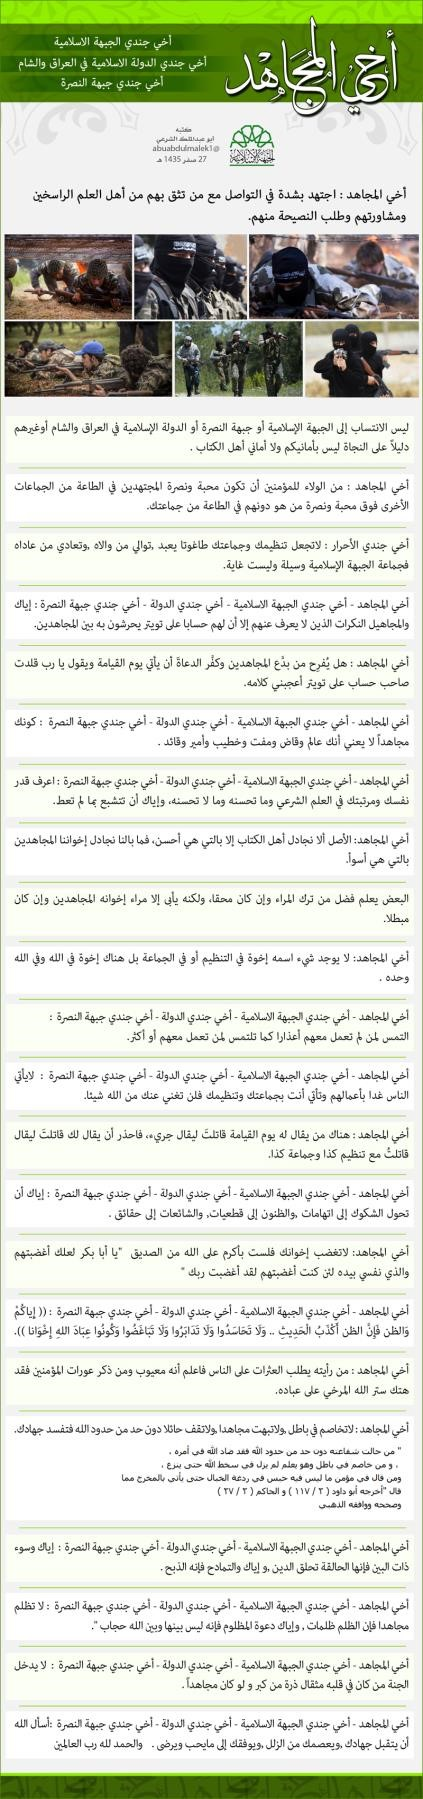 أخي المجاهد
أخي جندي الجبهة الاسلامية
أخي جندي الدولة الاسلامية في العراق والشام
أخي جندي جبهة النصرة
الجبهة الإسلامية
كتبه
ابو عبدالملك الشرعي
@abuabdulmalek1
27 صفر 1435 هـ
أخي المجاهد : اجتهد بشدة في التواصل مع من تثق بهم من أهل العلم الراسخين
ومشاورتهم وطلب النصيحة منهم.
ليس الانتساب إلى الجبهة الإسلامية أو جبهة النصرة أو الدولة الإسلامية في العراق والشام أوغيرهم
دليلاً على النجاة ليس بأمانيكم ولا أماني أهل الكتاب .
أخي المجاهد : من الولاء للمؤمنين أن تكون محبة ونصرة المجتهدين في الطاعة من الجماعات
الأخرى فوق محبة ونصرة من هو دونهم في الطاعة من جماعتك.
أخي جندي الأحرار : لاتجعل تنظيمك وجماعتك طاغوتا يعبد ,توالي من والاه ,وتعادي من عاداه
فجماعة الجبهة الإسلامية وسيلة وليست غاية.
أخي المجاهد - أخي جندي الجبهة الاسلامية - أخي جندي الدولة - أخي جندي جبهة النصرة : إياك
والمجاهيل النكرات الذين لا يعرف عنهم إلا أن لهم حسابا على تويتر يحرشون به بين المجاهدين.
أخي المجاهد : هل يُفرِح من بدَّع المجاهدين وكفَّر الدعاةَ أن يأتي يوم القيامة ويقول يا رب قلدت
صاحب حساب على تويتر أعجبني كلامه.
أخي المجاهد - أخي جندي الجبهة الاسلامية - أخي جندي الدولة - أخي جندي جبهة النصرة : كونك
مجاهداً لا يعني أنك عالم وقاض ومفت وخطيب وأمير وقائد .
أخي المجاهد - أخي جندي الجبهة الاسلامية - أخي جندي الدولة - أخي جندي جبهة النصرة : اعرف قدر
نفسك ومرتبتك في العلم الشرعي وما تحسنه وما لا تحسنه، وإياك أن تتشبع بما لم تعط.
أخي المجاهد: الأصل ألا نجادل أهل الكتاب إلا بالتي هي أحسن، فما بالنا نجادل إخواننا المجاهدين
بالتي هي أسوأ.
البعض يعلم فضل من ترك المراء وإن كان محقا، ولكنه يأبى إلا مراء إخوانه المجاهدين وإن كان
مبطلا.
أخي المجاهد: لا يوجد شيء اسمه إخوة في التنظيم أو في الجماعة بل هناك إخوة في الله وفي الله
وحده .
أخي المجاهد - أخي جندي الجبهة الاسلامية - أخي جندي الدولة - أخي جندي جبهة النصرة :
التمس لمن لم تعمل معهم أعذارا كما تلتمس لمن تعمل معهم أو أكثر.
أخي المجاهد - أخي جندي الجبهة الاسلامية - أخي جندي الدولة - أخي جندي جبهة النصرة : لايأتي
الناس غدا بأعمالهم وتأتي أنت بجماعتك وتنظيمك فلن تغني عنك من الله شيئا.
أخي المجاهد : هناك من يقال له يوم القيامة قاتلتَ ليقال جريء، فاحذر أن يقال لك قاتلتَ ليقال
قاتلتُ مع تنظيم كذا وجماعة كذا.
أخي المجاهد - أخي جندي الجبهة الاسلامية - أخي جندي الدولة - أخي جندي جبهة النصرة : إياك أن
تحول الشكوك إلى اتهامات ,والظنون إلى قطعيات, والشائعات إلى حقائق .
أخي المجاهد: لاتغضب إخوانك فلست بأكرم على الله من الصديق "يا أبا بكر لعلك أغضبتهم
والذي نفسي بيده لئن كنت أغضبتهم لقد أغضبت ربك "
أخي المجاهد - أخي جندي الجبهة الاسلامية - أخي جندي الدولة - أخي جندي جبهة النصرة : (( إِياكُمْ
وَالظن فَإِنَّ الظن أَكْذَبُ الْحَدِيثِ .. وَلَا تَحَاسَدُوا وَلَا تَدَابَرُوا وَلَا تَبَاغَضُوا وَكُونُوا عِبَادَ اللهِ إِخْوَانا )).
أخي المجاهد : من رأيته يطلب العثرات على الناس فاعلم أنه معيوب ومن ذكر عورات المؤمنين فقد
هتك ستر الله المرخي على عباده.
أخي المجاهد : لاتخاصم في باطل ,ولاتبهت مجاهدا ,ولاتقف حائلا دون حد من حدود الله فتفسد جهادك.
" من حالت شفاعته دون حد من حدود الله فقد ضاد الله في أمره ،
، و من خاصم في باطل وهو يعلم لم يزل في سخط الله حتى ينزع ،
ومن قال في مؤمن ما ليس فيه حبس في ردغة الخبال حتى يأتي بالمخرج مما
قال "أخرجه أبو داود ( ٢ / ١١٧ ) و الحاكم ( ٢ / ٢٧ )
وصححه ووافقه الذهبي
أخي المجاهد - أخي جندي الجبهة الاسلامية - أخي جندي الدولة - أخي جندي جبهة النصرة : إياك وسوء
ذات البين فإنها الحالقة تحلق الدين ,و إياك والتمادح فإنه الذبح .
أخي المجاهد - أخي جندي الجبهة الاسلامية - أخي جندي الدولة - أخي جندي جبهة النصرة : لا تظلم
مجاهدا فإن الظلم ظلمات , وإياك دعوة المظلوم فإنه ليس بينها وبين الله حجاب ".
أخي المجاهد - أخي جندي الجبهة الاسلامية - أخي جندي الدولة - أخي جندي جبهة النصرة : لا يدخل
الجنة من كان في قلبه مثقال ذرة من كبر و لو كان مجاهداً .
أخي المجاهد - أخي جندي الجبهة الاسلامية - أخي جندي الدولة - أخي جندي جبهة النصرة :أسأل الله
أن يتقبل جهادك ,ويعصمك من الزلل ,ويوفقك إلى مايحب ويرضى . والحمد لله رب العالمين